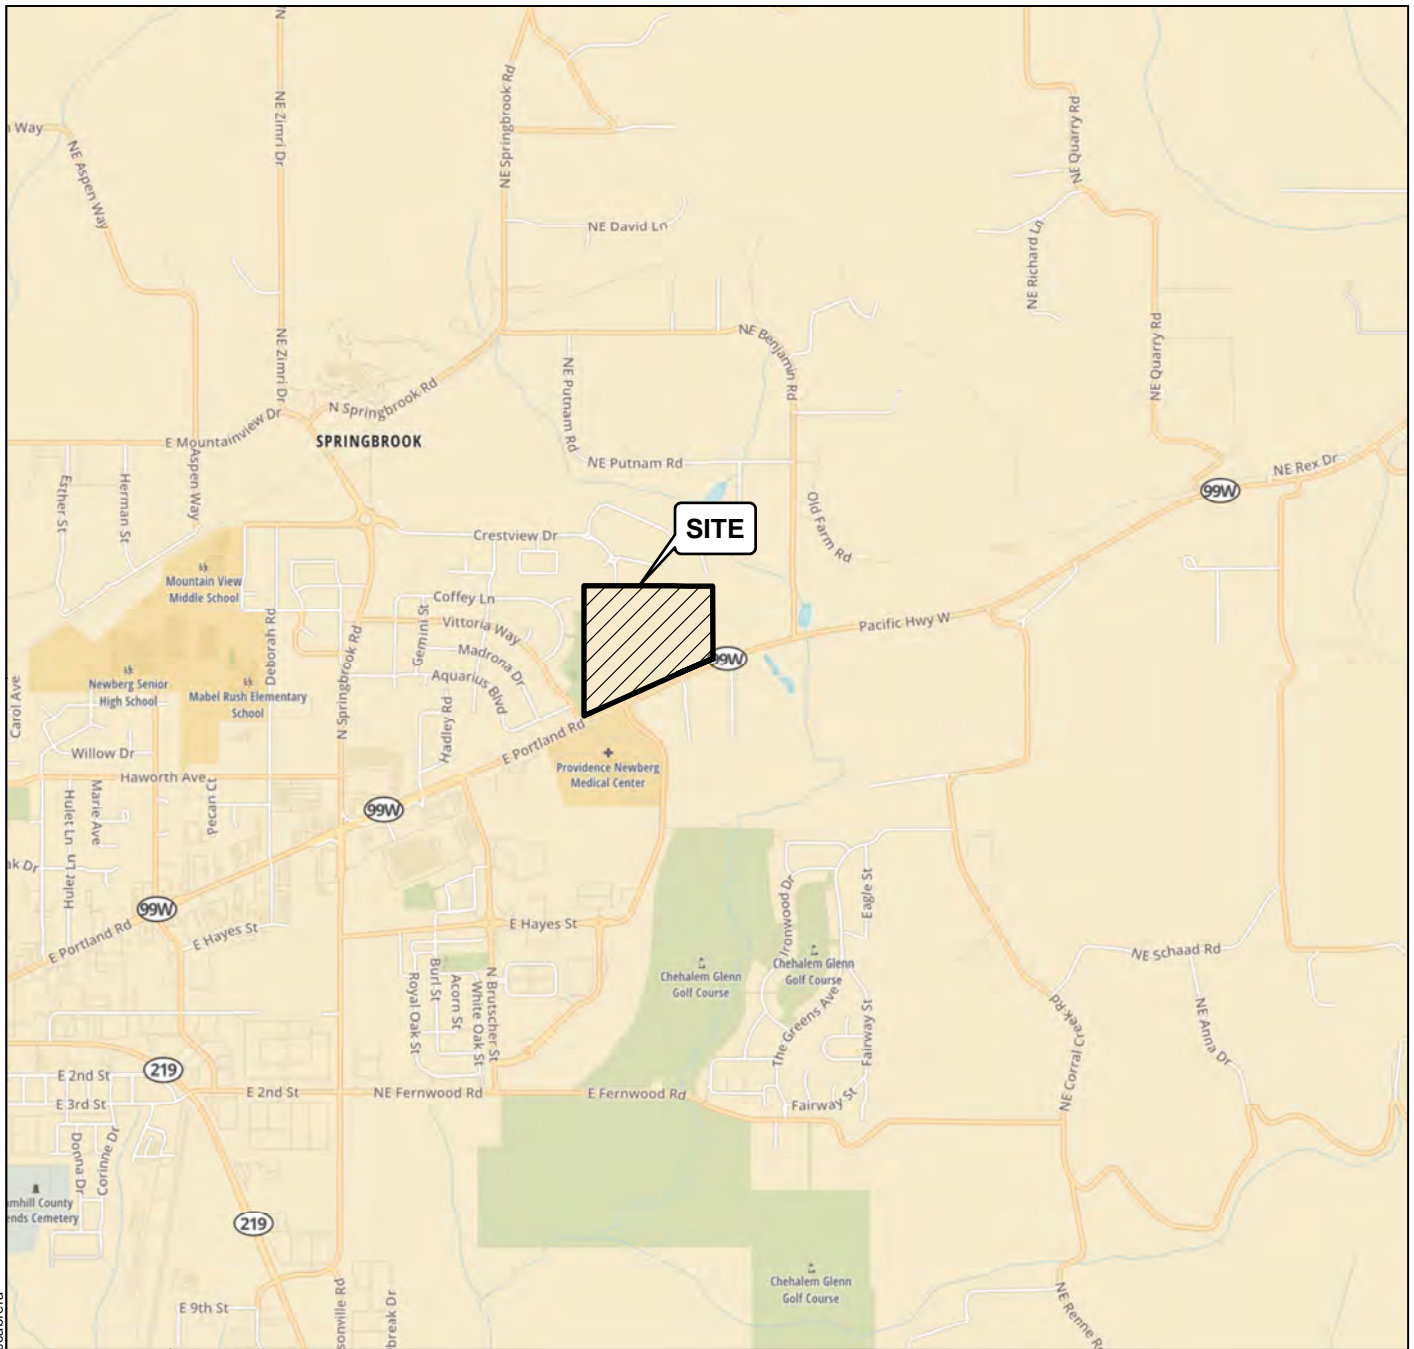 NE Springbrook Rd
NE Zimri Dr
NE Quarry Rd
Way
NE Aspen Way
NE David Ln
NE Richard Ln
NE Quarry Rd
NE Benjamin Rd
NE Zimri Dr
NE Putnam Rd
N Springbrook Rd
E Mountainview Dr
SPRINGBROOK
Aspen Way
NE Putnam Rd
NE Rex Dr
99W
Esther St
Herman St
Old Farm Rd
SITE
Crestview Dr
Mountain View
Middle School
Coffey Ln
Gemini St
Vittoria Way
Deborah Rd
Pacific Hwy W
N Springbrook Rd
Madrona Dr
99W
Newberg Senior
High School
Mabel Rush Elementary
School
Aquarius Blvd
Carol Ave
Hadley Rd
E Portland Rd
Willow Dr
Providence Newberg
Medical Center
Haworth Ave
Pecan Ct
Marie Ave
Hulet Ln
99W
Hulet Ln
Eagle St
Ironwood Dr
99W
E Portland Rd
E Hayes St
E Hayes St
NE Schaad Rd
Chehalem Glenn
Golf Course
Chehalem Glenn
Golf Course
Royal Oak St
Burl St
Acorn St
White Oak St
N Brutscher St
The Greens Ave
Fairway St
NE Corral Creek Rd
NE Anna Dr
E 2nd St
219
E 2nd St
NE Fernwood Rd
E Fernwood Rd
E 3rd St
Fairway St
Donna Dr
Corinne Dr
219
Chehalem Glenn
Golf Course
E 9th St
NE Renne R